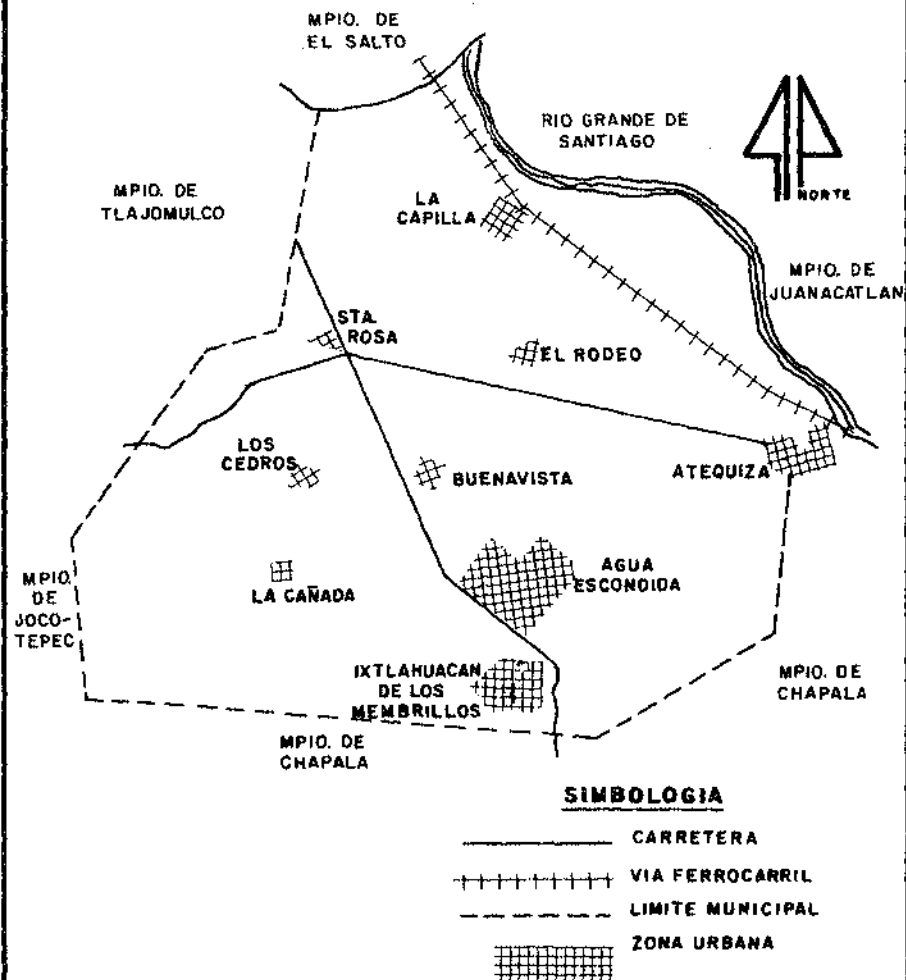 MPIO. DE
EL SALTO
RIO GRANDE DE
SANTIAGO
NORTE
MPIO. DE
TLAJOMULCO
LA
CAPILLA
MPIO. DE
JUANACATLAN
STA.
ROSA
EL RODEO
LOS
CEDROS
BUENAVISTA
ATEQUIZA
MPIO.
DE
JOCO-
TEPEC
LA CAÑADA
AGUA
ESCONDIDA
IXTLAHUACAN
DE LOS
MEMBRILLOS
MPIO. DE
CHAPALA
MPIO. DE
CHAPALA
SIMBOLOGIA
CARRETERA
VIA FERROCARRIL
LIMITE MUNICIPAL
ZONA URBANA